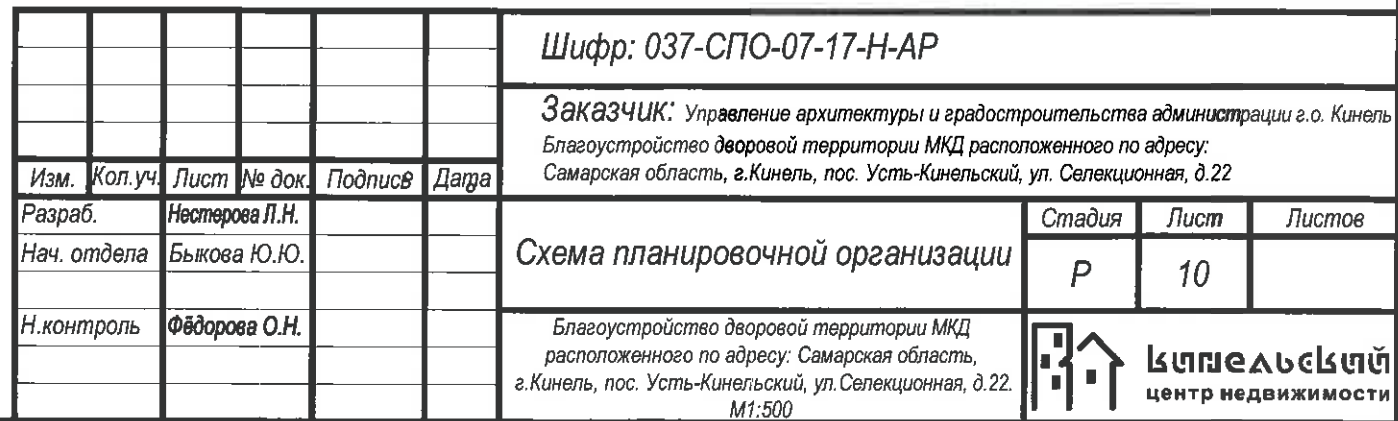 Шифр: 037-СПО-07-17-Н-АР
Заказчик: Управление архитектуры и градостроительства администрации г.о. Кинель
Благоустройство дворовой территории МКД расположенного по адресу:
Самарская область, г.Кинель, пос. Усть-Кинельский, ул. Селекционная, д.22
Изм. Кол.уч. Лист № док. Подпись Дата
Разраб. Нестерова Л.Н.
Нач. отдела Быкова Ю.Ю.
Н.контроль Фёдорова О.Н.
Схема планировочной организации
Стадия Лист Листов
Р 10
Благоустройство дворовой территории МКД
расположенного по адресу: Самарская область,
г.Кинель, пос. Усть-Кинельский, ул.Селекционная, д.22.
М1:500
кинельский
центр недвижимости